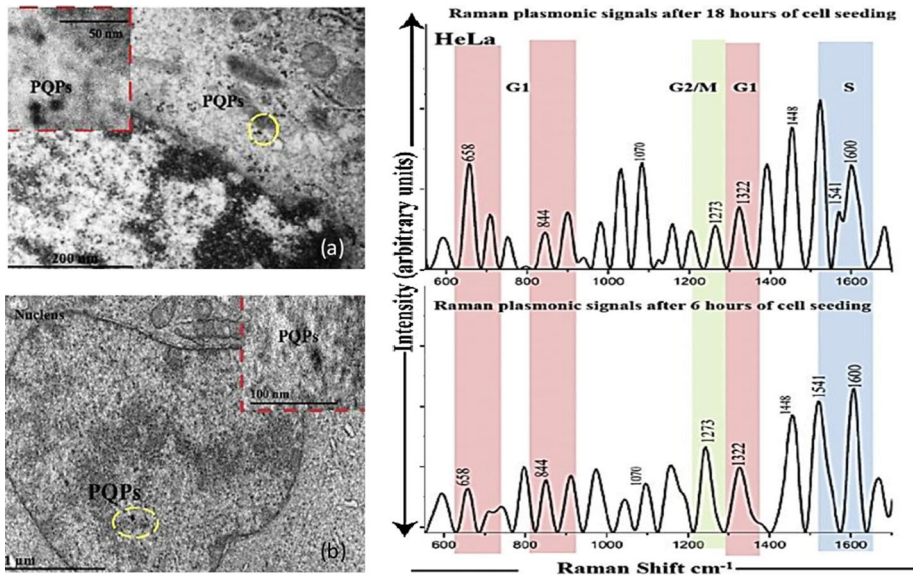 50 nm
PQPs
PQPs
200 nm
(a)
Nucleus
PQPs
100 nm
PQPs
1 µm
(b)
Raman plasmonic signals after 18 hours of cell seeding
HeLa
G1
G2/M
G1
S
658
844
1070
1273
1322
1448
1541
1600
600
800
1000
1200
1400
1600
Intensity (arbitrary units)
Raman plasmonic signals after 6 hours of cell seeding
658
844
1070
1273
1322
1448
1541
1600
600
800
1000
1200
1400
1600
Raman Shift cm-1